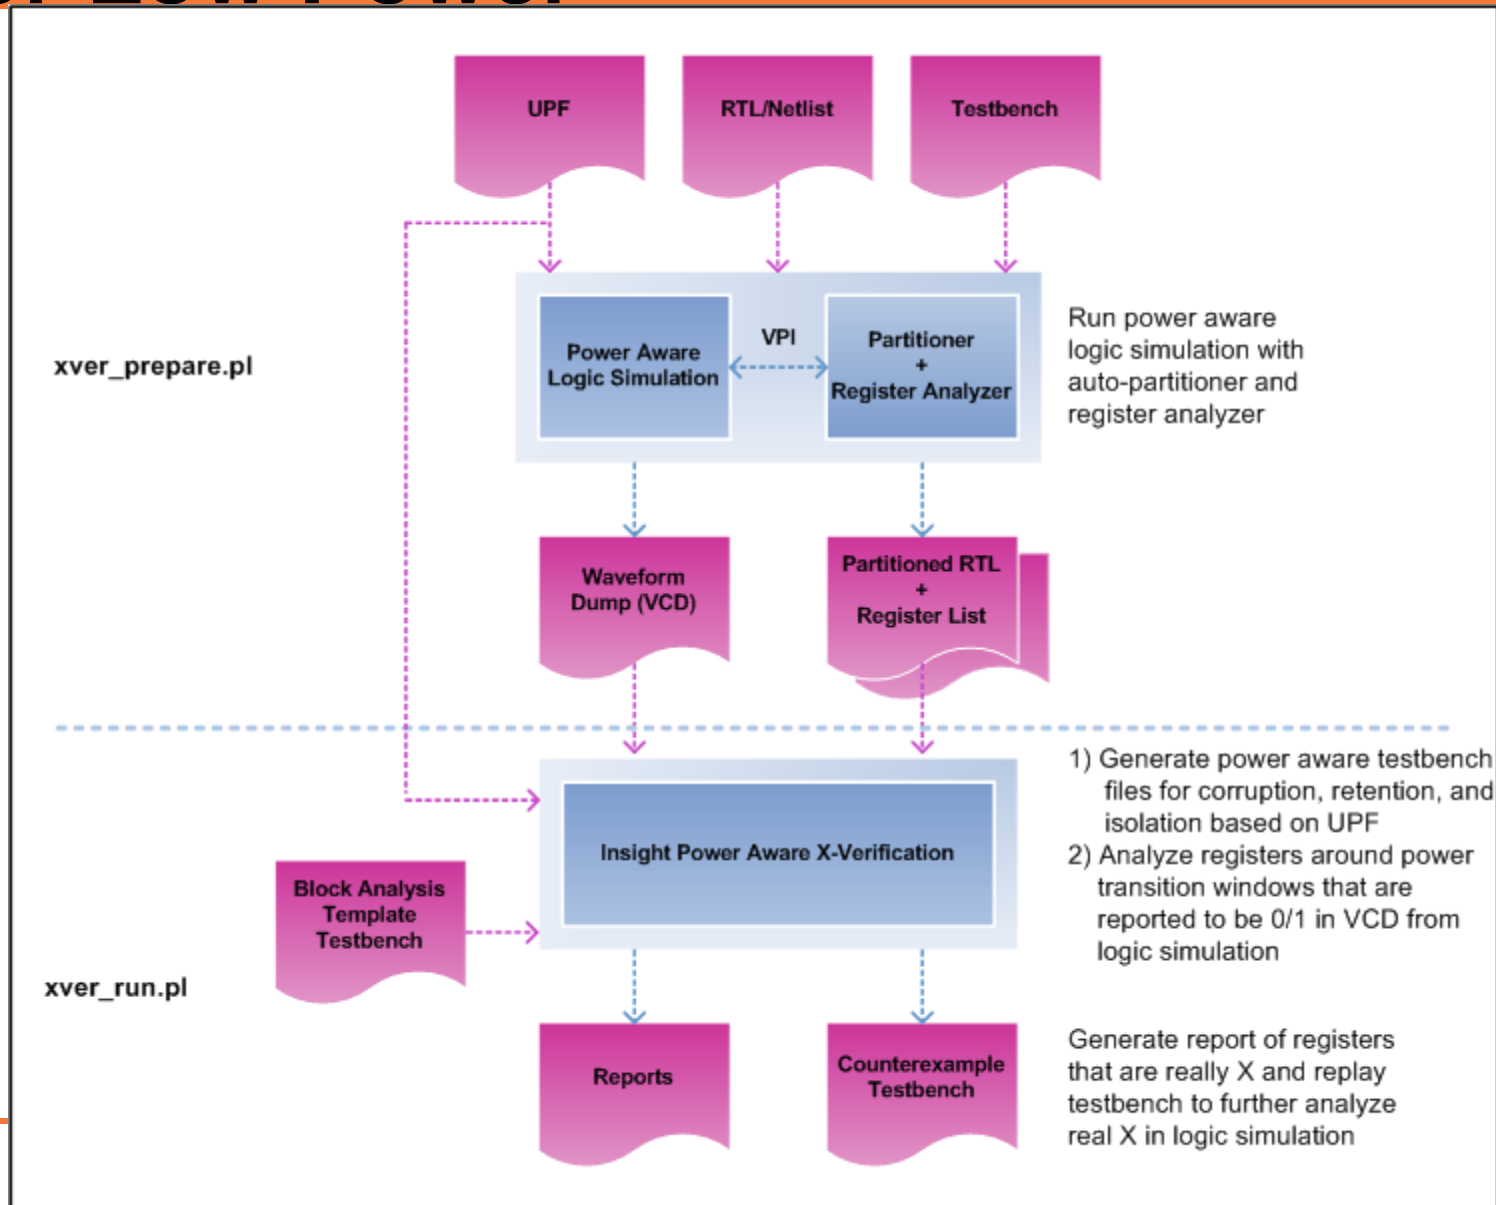 UPF
RTL/Netlist
Testbench
xver_prepare.pl
Power Aware
Logic Simulation
VPI
Partitioner
+
Register Analyzer
Run power aware
logic simulation with
auto-partitioner and
register analyzer
Waveform
Dump (VCD)
Partitioned RTL
+
Register List
1) Generate power aware testbench
files for corruption, retention, and
isolation based on UPF
2) Analyze registers around power
transition windows that are
reported to be 0/1 in VCD from
logic simulation
Insight Power Aware X-Verification
Block Analysis
Template
Testbench
xver_run.pl
Reports
Counterexample
Testbench
Generate report of registers
that are really X and replay
testbench to further analyze
real X in logic simulation